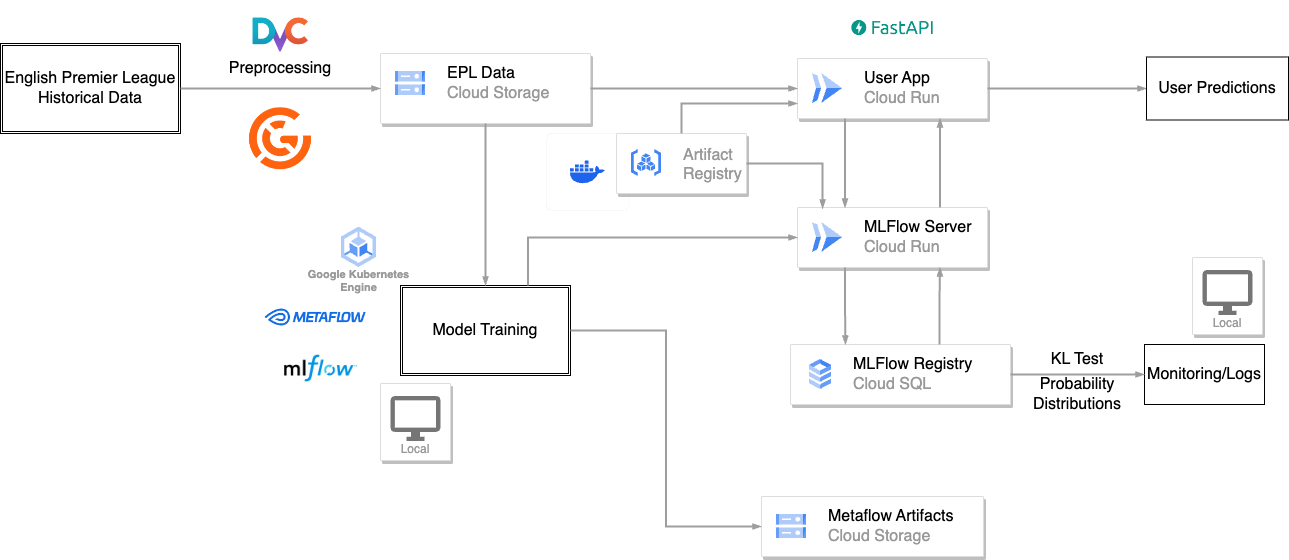 DVC
Preprocessing
English Premier League
Historical Data
EPL Data
Cloud Storage
FastAPI
User App
Cloud Run
User Predictions
Artifact
Registry
MLFlow Server
Cloud Run
Google Kubernetes
Engine
METAFLOW
mlflow
Model Training
Local
MLFlow Registry
Cloud SQL
KL Test
Probability
Distributions
Local
Monitoring/Logs
Metaflow Artifacts
Cloud Storage